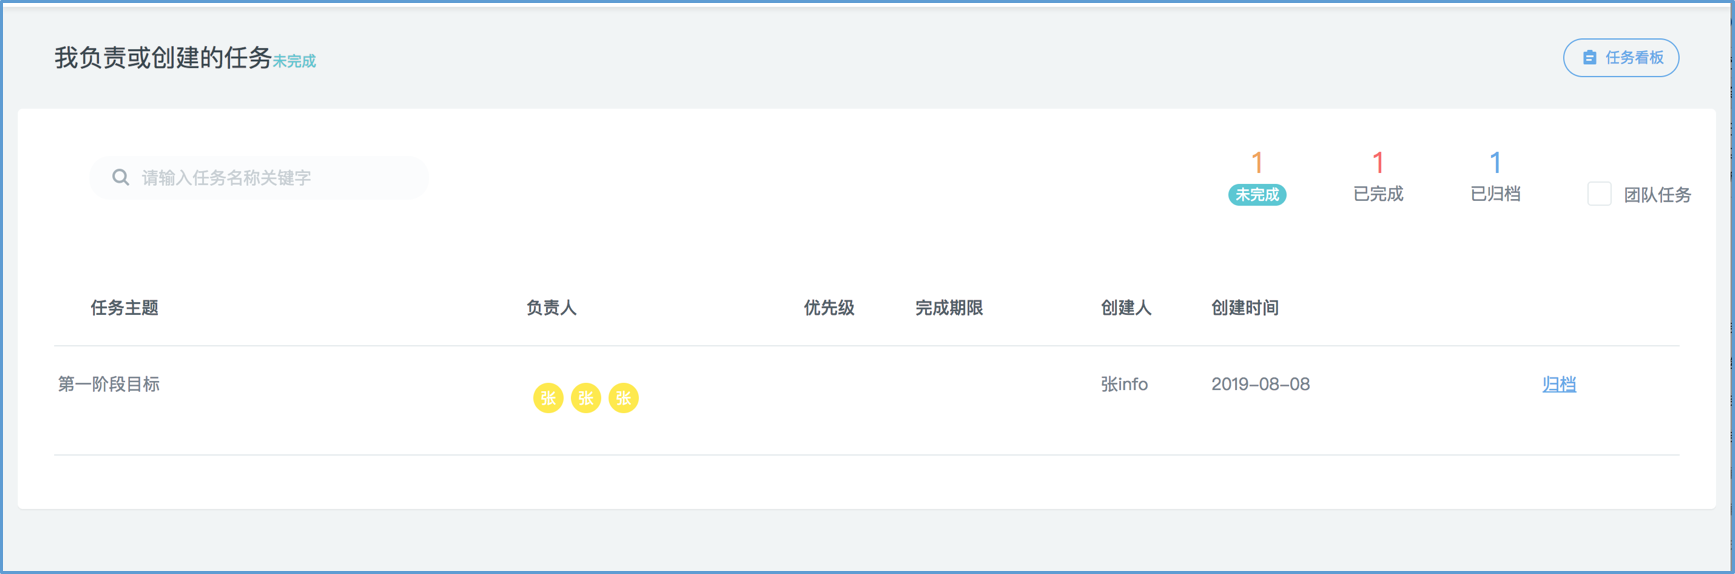 我负责或创建的任务未完成
任务看板
请输入任务名称关键字
1
未完成
1
已完成
1
已归档
团队任务
任务主题 负责人 优先级 完成期限 创建人 创建时间
第一阶段目标 张 张 张 张info 2019-08-08 归档